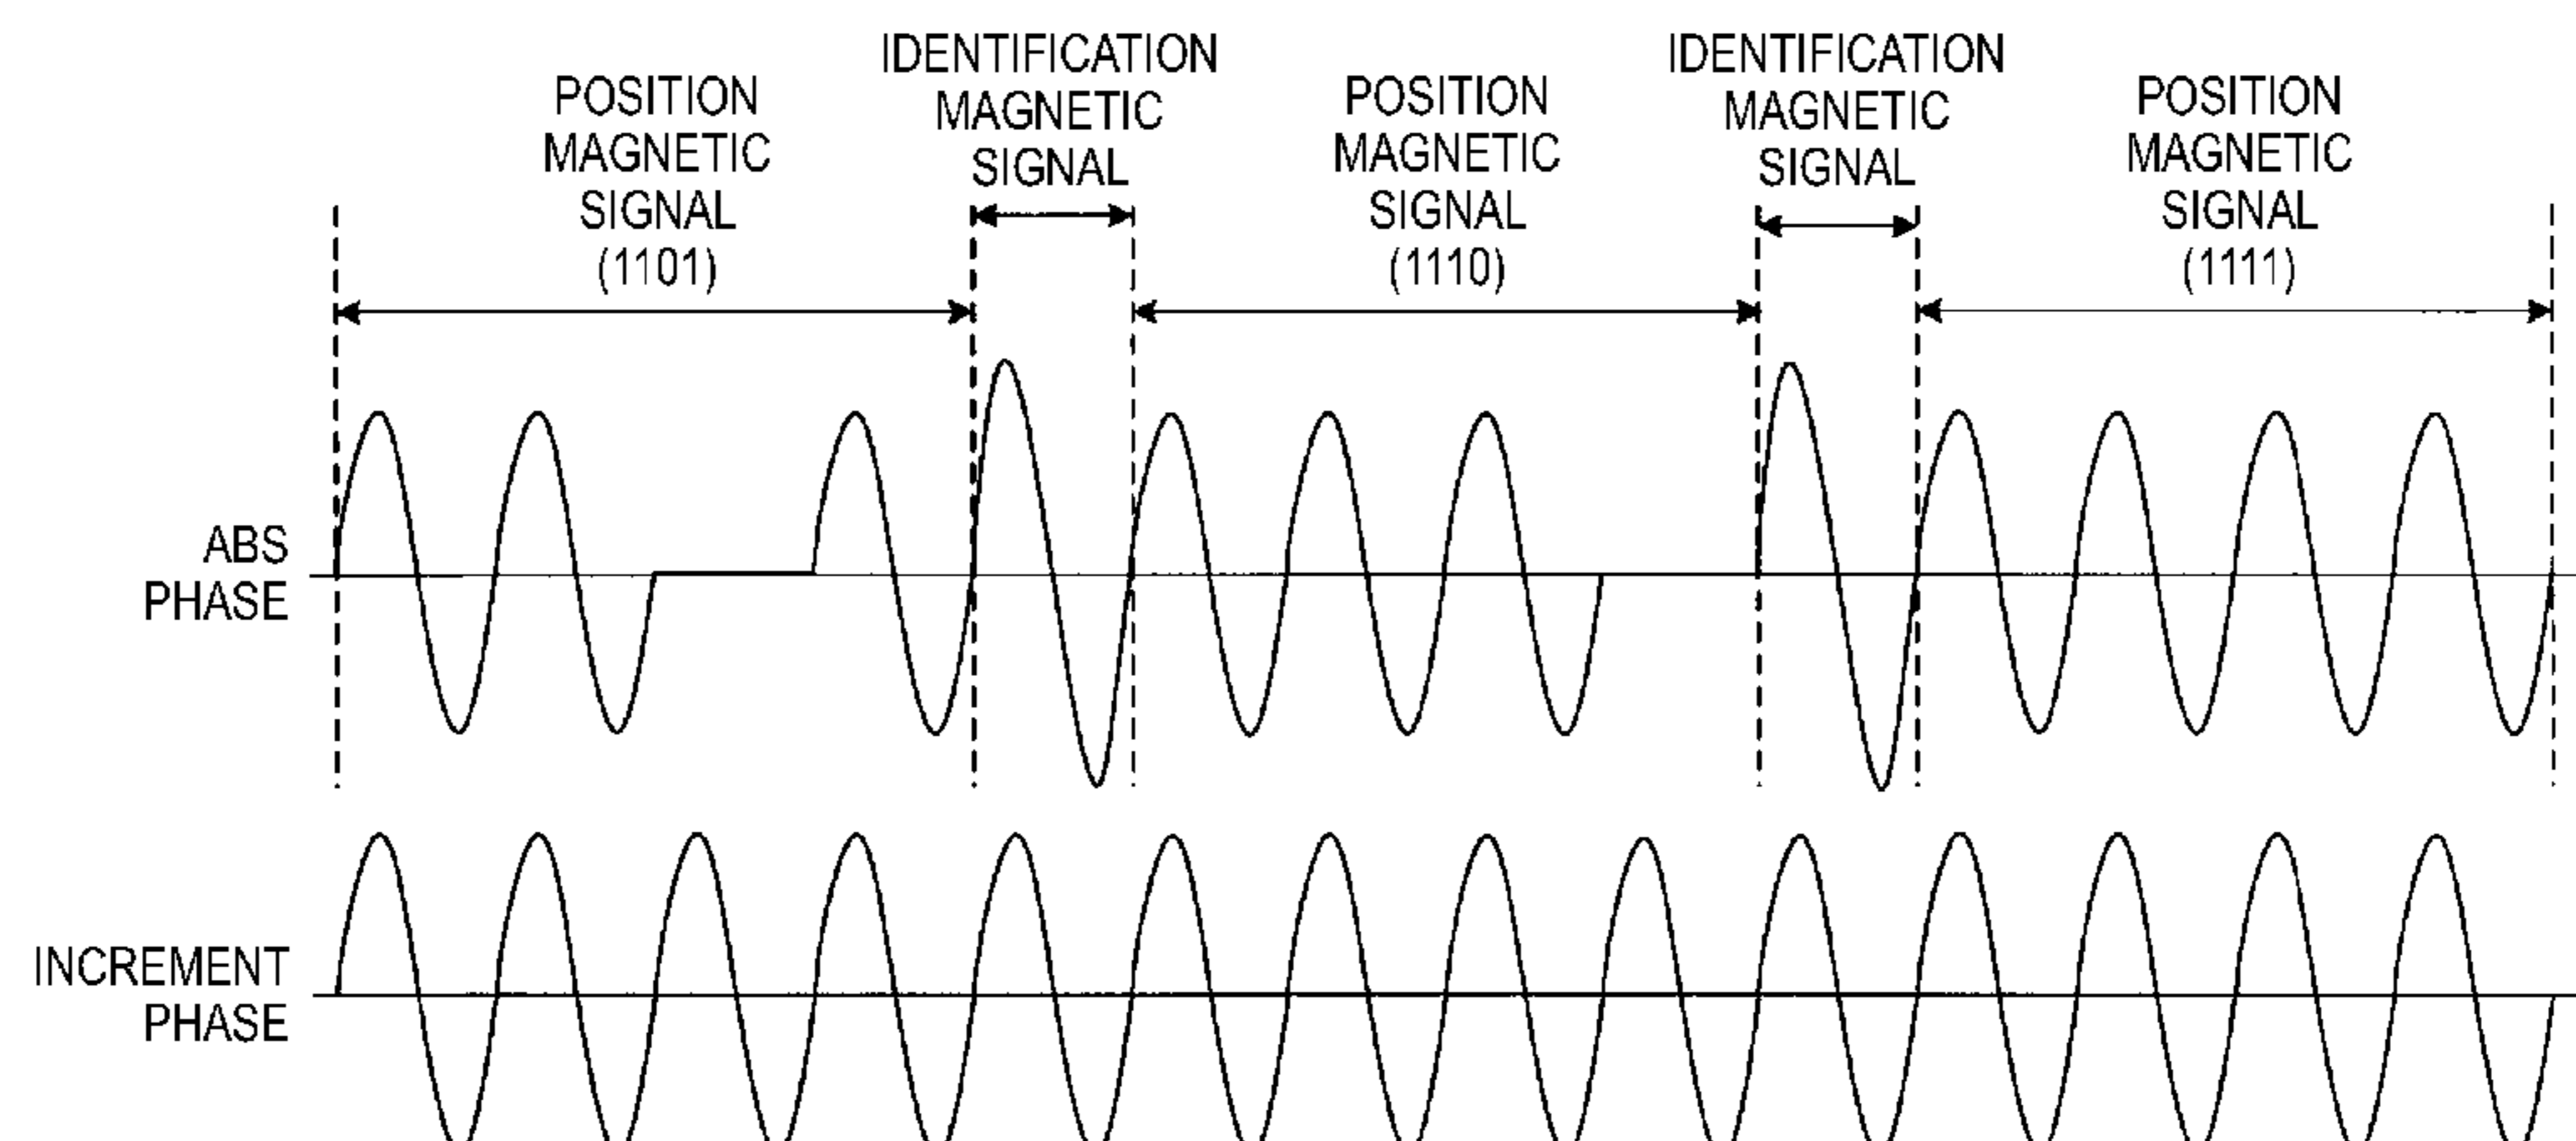 POSITION
MAGNETIC
SIGNAL
(1101)
IDENTIFICATION
MAGNETIC
SIGNAL
POSITION
MAGNETIC
SIGNAL
(1110)
IDENTIFICATION
MAGNETIC
SIGNAL
POSITION
MAGNETIC
SIGNAL
(1111)
ABS
PHASE
INCREMENT
PHASE